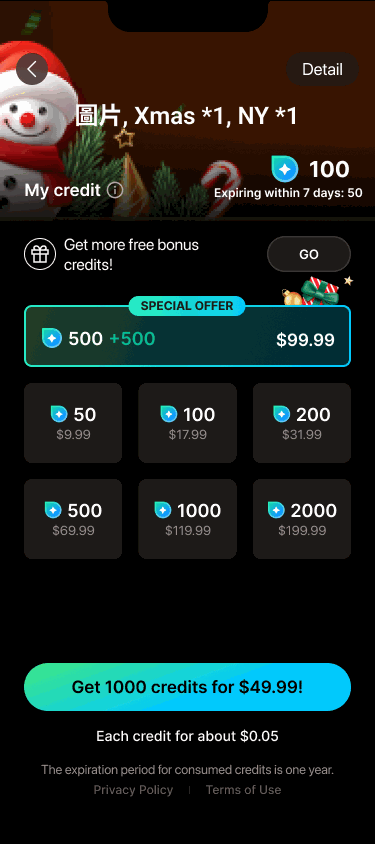 Detail
圖片, Xmas *1, NY *1
100
My credit
Expiring within 7 days: 50
Get more free bonus
credits!
GO
SPECIAL OFFER
500 +500
$99.99
50
$9.99
100
$17.99
200
$31.99
500
$69.99
1000
$119.99
2000
$199.99
Get 1000 credits for $49.99!
Each credit for about $0.05
The expiration period for consumed credits is one year.
Privacy Policy
Terms of Use